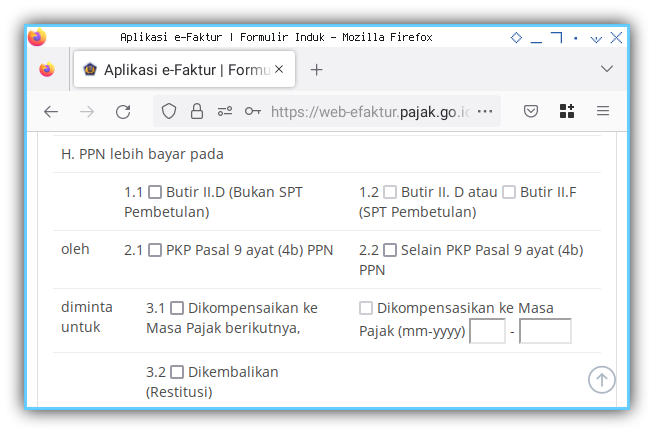 Aplikasi e-Faktur | Formulir Induk - Mozilla Firefox
Aplikasi e-Faktur | Formu
https://web-efaktur.pajak.go.id
H. PPN lebih bayar pada
1.1 Butir II.D (Bukan SPT Pembetulan)
1.2 Butir II. D atau Butir II.F (SPT Pembetulan)
oleh
2.1 PKP Pasal 9 ayat (4b) PPN
2.2 Selain PKP Pasal 9 ayat (4b) PPN
diminta untuk
3.1 Dikompensaikan ke Masa Pajak berikutnya,
Dikompensasikan ke Masa Pajak (mm-yyyy) -
3.2 Dikembalikan (Restitusi)